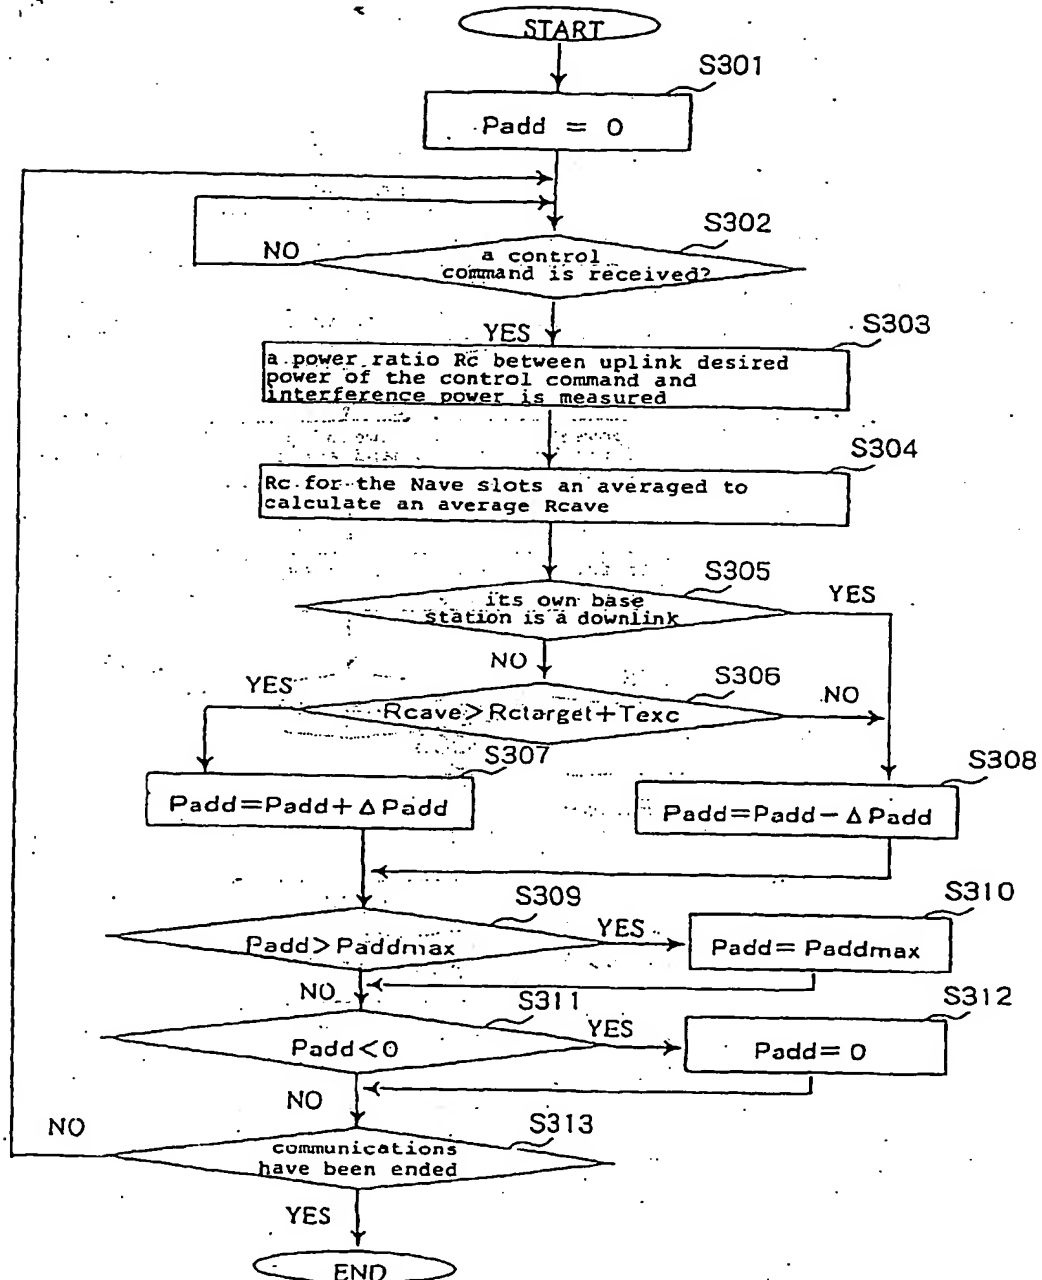 START
S301
Padd = 0
S302
NO
a control
command is received?
YES
S303
a power ratio Rc between uplink desired
power of the control command and
interference power is measured
S304
Rc for the Nave slots an averaged to
calculate an average Rcave
S305
its own base
station is a downlink
YES
NO
S306
YES
Rcave>Rctarget+Texc
NO
S307
Padd=Padd+ΔPadd
S308
Padd=Padd-ΔPadd
S309
Padd>Paddmax
YES
S310
Padd=Paddmax
NO
S311
Padd<0
YES
S312
Padd=0
NO
S313
NO
communications
have been ended
YES
END